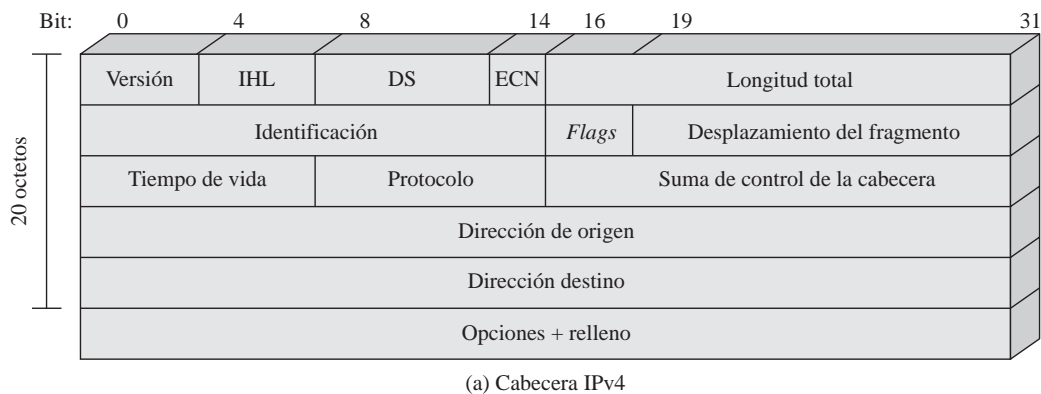 Bit: 0 4 8 14 16 19 31
Versión IHL DS ECN Longitud total
Identificación Flags Desplazamiento del fragmento
Tiempo de vida Protocolo Suma de control de la cabecera
Dirección de origen
Dirección destino
Opciones + relleno
20 octetos
(a) Cabecera IPv4